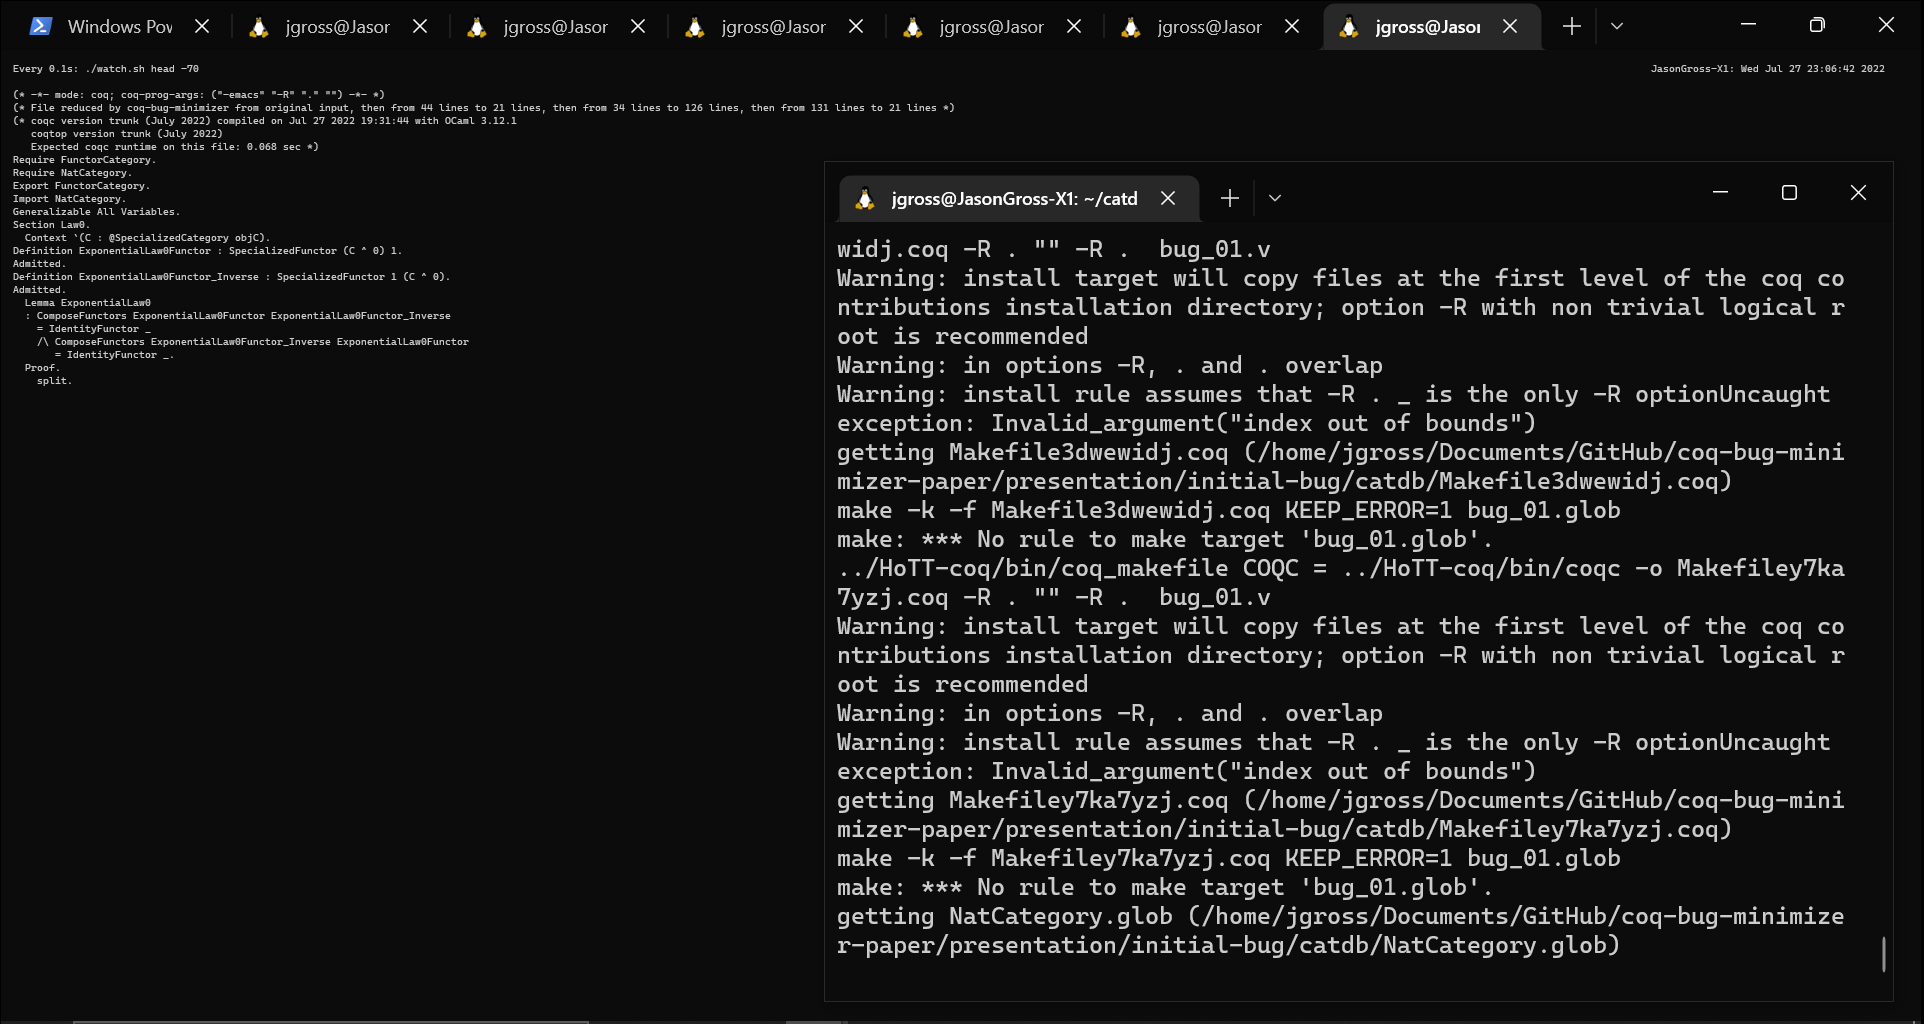 Windows Pow
jgross@Jasor
jgross@Jasor
jgross@Jasor
jgross@Jasor
jgross@Jasor
jgross@Jasor
Every 0.1s: ./watch.sh head -70
JasonGross-X1: Wed Jul 27 23:06:42 2022
(* -*- mode: coq; coq-prog-args: ("-emacs" "-R" "." "") -*- *)
(* File reduced by coq-bug-minimizer from original input, then from 44 lines to 21 lines, then from 34 lines to 126 lines, then from 131 lines to 21 lines *)
(* coqc version trunk (July 2022) compiled on Jul 27 2022 19:31:44 with OCaml 3.12.1
   coqtop version trunk (July 2022)
   Expected coqc runtime on this file: 0.068 sec *)
Require FunctorCategory.
Require NatCategory.
Export FunctorCategory.
Import NatCategory.
Generalizable All Variables.
Section Law0.
  Context `(C : @SpecializedCategory objC).
Definition ExponentialLaw0Functor : SpecializedFunctor (C ^ 0) 1.
Admitted.
Definition ExponentialLaw0Functor_Inverse : SpecializedFunctor 1 (C ^ 0).
Admitted.
  Lemma ExponentialLaw0
  : ComposeFunctors ExponentialLaw0Functor ExponentialLaw0Functor_Inverse
    = IdentityFunctor _
    /\ ComposeFunctors ExponentialLaw0Functor_Inverse ExponentialLaw0Functor
       = IdentityFunctor _.
  Proof.
    split.
jgross@JasonGross-X1: ~/catd
widj.coq -R . "" -R .  bug_01.v
Warning: install target will copy files at the first level of the coq co
ntributions installation directory; option -R with non trivial logical r
oot is recommended
Warning: in options -R, . and . overlap
Warning: install rule assumes that -R . _ is the only -R optionUncaught
exception: Invalid_argument("index out of bounds")
getting Makefile3dwewidj.coq (/home/jgross/Documents/GitHub/coq-bug-mini
mizer-paper/presentation/initial-bug/catdb/Makefile3dwewidj.coq)
make -k -f Makefile3dwewidj.coq KEEP_ERROR=1 bug_01.glob
make: *** No rule to make target 'bug_01.glob'.
../HoTT-coq/bin/coq_makefile COQC = ../HoTT-coq/bin/coqc -o Makefiley7ka
7yzj.coq -R . "" -R .  bug_01.v
Warning: install target will copy files at the first level of the coq co
ntributions installation directory; option -R with non trivial logical r
oot is recommended
Warning: in options -R, . and . overlap
Warning: install rule assumes that -R . _ is the only -R optionUncaught
exception: Invalid_argument("index out of bounds")
getting Makefiley7ka7yzj.coq (/home/jgross/Documents/GitHub/coq-bug-mini
mizer-paper/presentation/initial-bug/catdb/Makefiley7ka7yzj.coq)
make -k -f Makefiley7ka7yzj.coq KEEP_ERROR=1 bug_01.glob
make: *** No rule to make target 'bug_01.glob'.
getting NatCategory.glob (/home/jgross/Documents/GitHub/coq-bug-minimize
r-paper/presentation/initial-bug/catdb/NatCategory.glob)